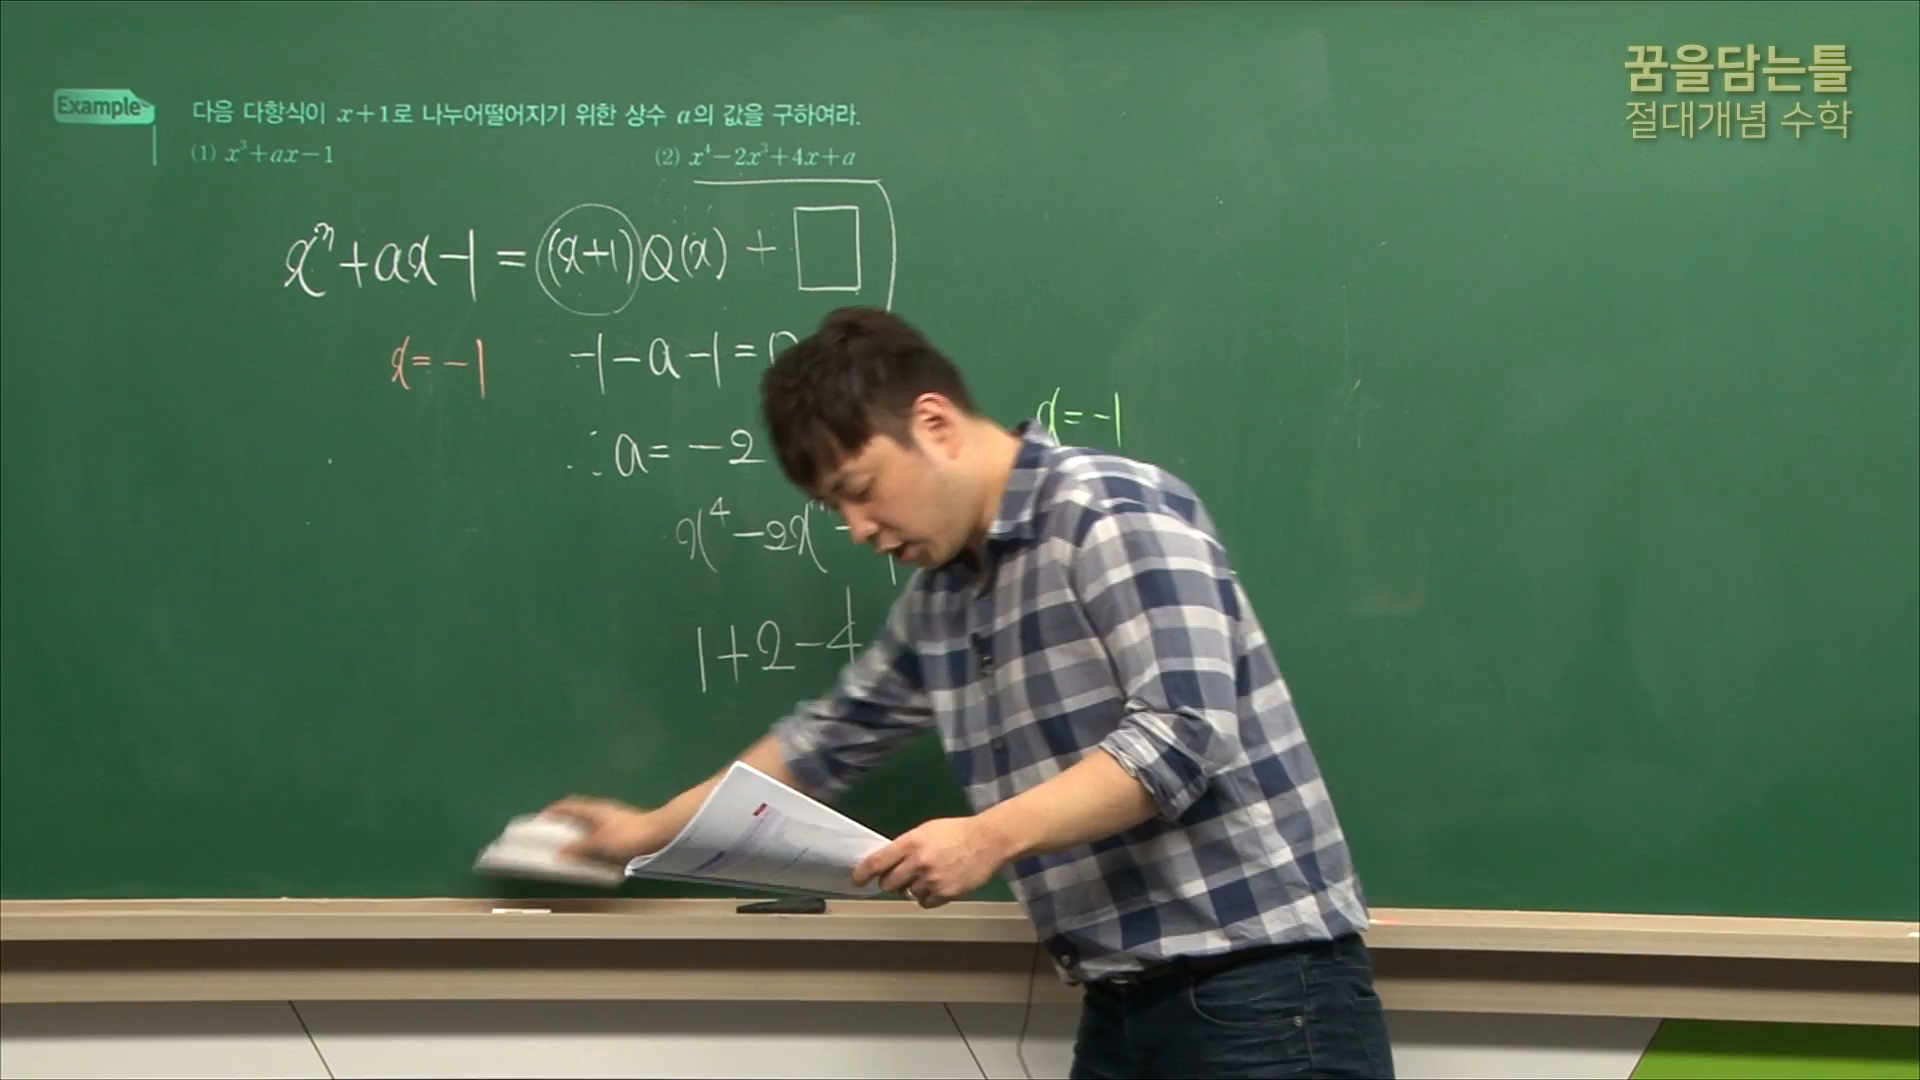 꿈을담는틀
절대개념 수학
Example
다음 다항식이 x+1로 나누어떨어지기 위한 상수 a의 값을 구하여라.
(1) x³+ax−1
(2) x⁴−2x³+4x+a
x³+ax-1=(x+1)Q(x)+□
x=-1
-1-a-1=0
x=-1
∴a=-2
x⁴-2x³
1+2-4